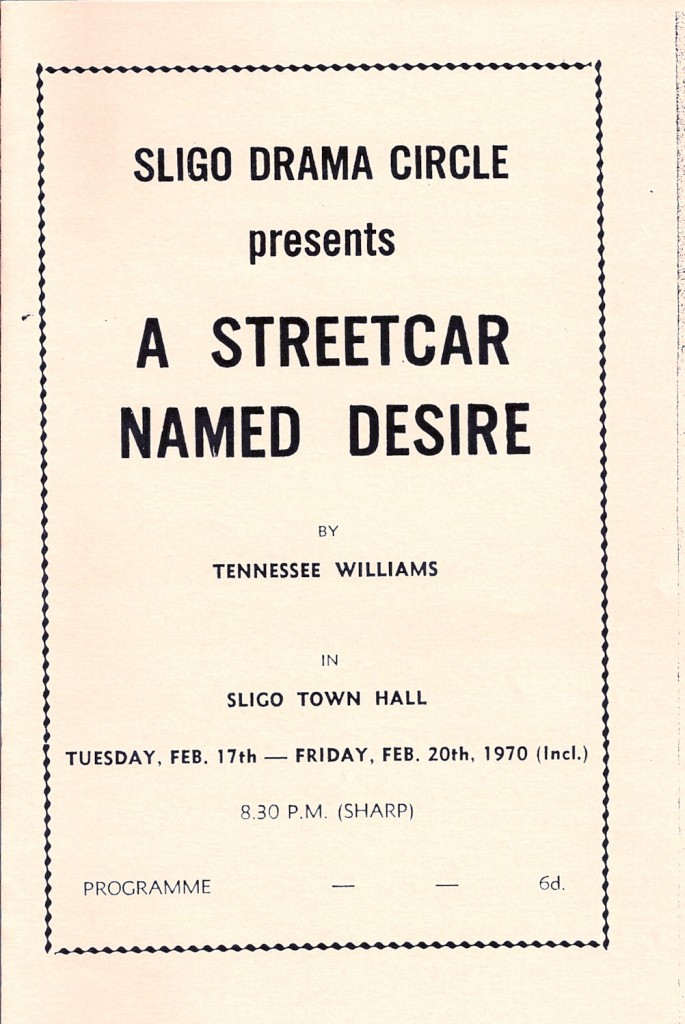 SLIGO DRAMA CIRCLE
presents
A STREETCAR
NAMED DESIRE
BY
TENNESSEE WILLIAMS
IN
SLIGO TOWN HALL
TUESDAY, FEB. 17th — FRIDAY, FEB. 20th, 1970 (Incl.)
8.30 P.M. (SHARP)
PROGRAMME — — 6d.